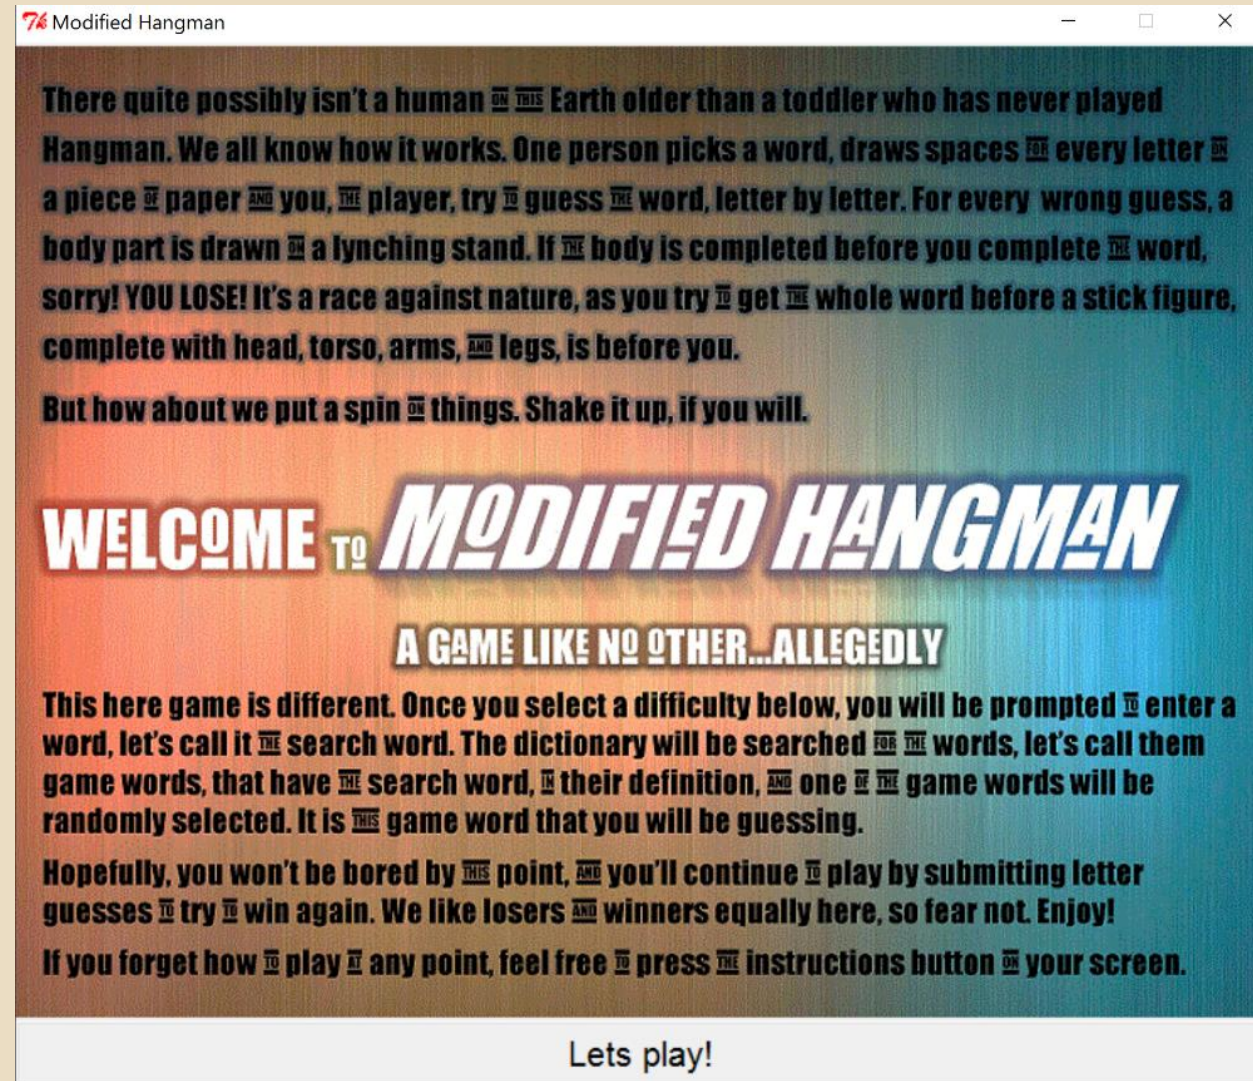 Modified Hangman
There quite possibly isn't a human ON THIS Earth older than a toddler who has never played
Hangman. We all know how it works. One person picks a word, draws spaces FOR every letter ON
a piece OF paper AND you, THE player, try TO guess THE word, letter by letter. For every wrong guess, a
body part is drawn ON a lynching stand. If THE body is completed before you complete THE word,
sorry! YOU LOSE! It's a race against nature, as you try TO get THE whole word before a stick figure,
complete with head, torso, arms, AND legs, is before you.
But how about we put a spin ON things. Shake it up, if you will.
WELCOME TO MODIFIED HANGMAN
A GAME LIKE NO OTHER...ALLEGEDLY
This here game is different. Once you select a difficulty below, you will be prompted TO enter a
word, let's call it THE search word. The dictionary will be searched FOR THE words, let's call them
game words, that have THE search word, IN their definition, AND one OF THE game words will be
randomly selected. It is THIS game word that you will be guessing.
Hopefully, you won't be bored by THIS point, AND you'll continue TO play by submitting letter
guesses TO try TO win again. We like losers AND winners equally here, so fear not. Enjoy!
If you forget how TO play AT any point, feel free TO press THE instructions button ON your screen.
Lets play!